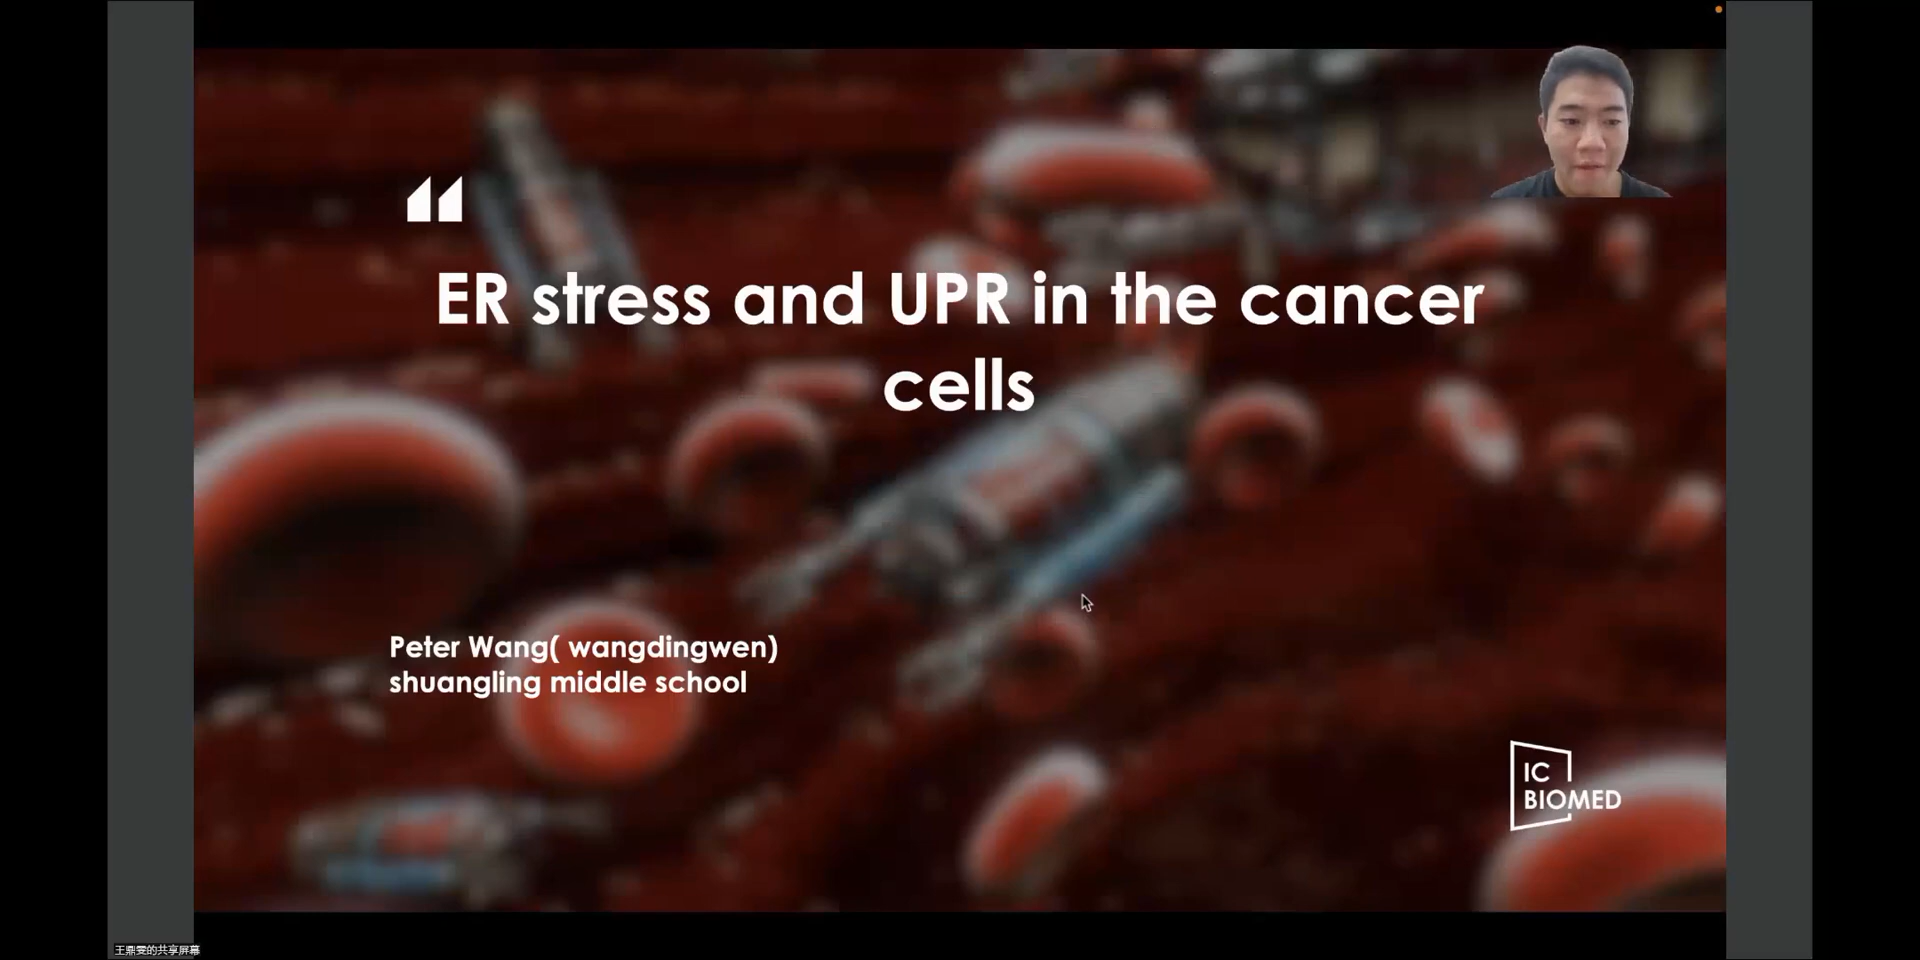 ER stress and UPR in the cancer
cells
Peter Wang( wangdingwen)
shuangling middle school
IC
BIOMED
王鼎雯的共享屏幕